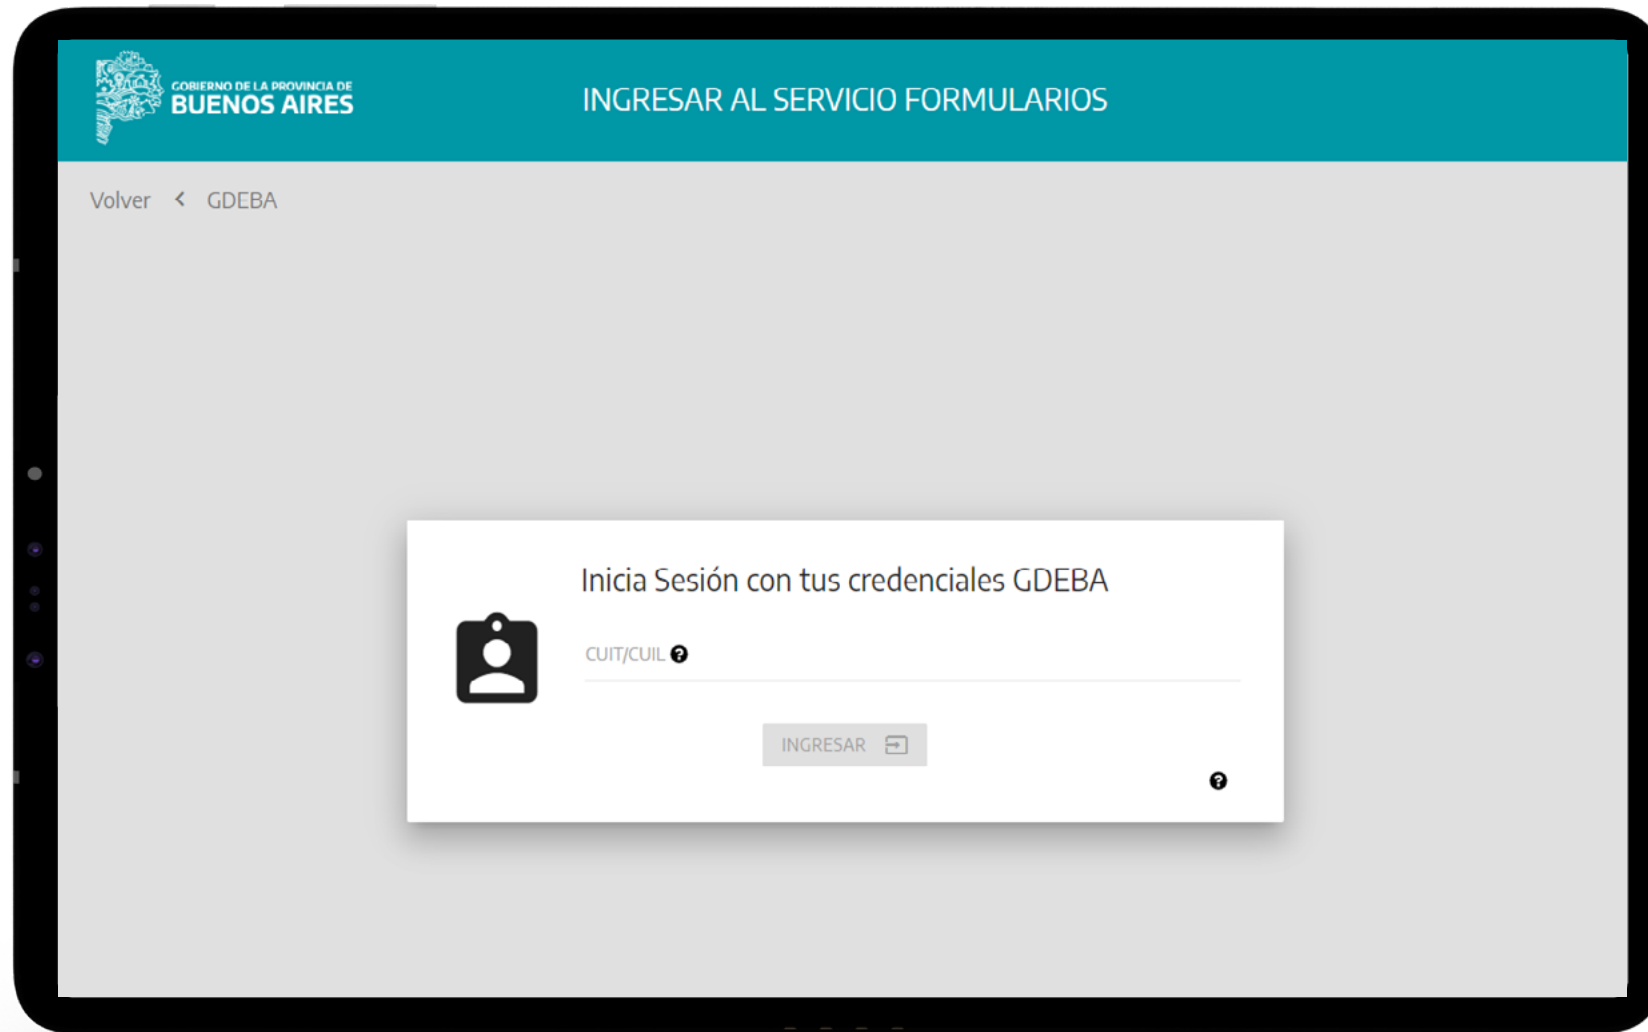 GOBIERNO DE LA PROVINCIA DE
BUENOS AIRES
INGRESAR AL SERVICIO FORMULARIOS
Volver < GDEBA
Inicia Sesión con tus credenciales GDEBA
CUIT/CUIL ?
INGRESAR
?